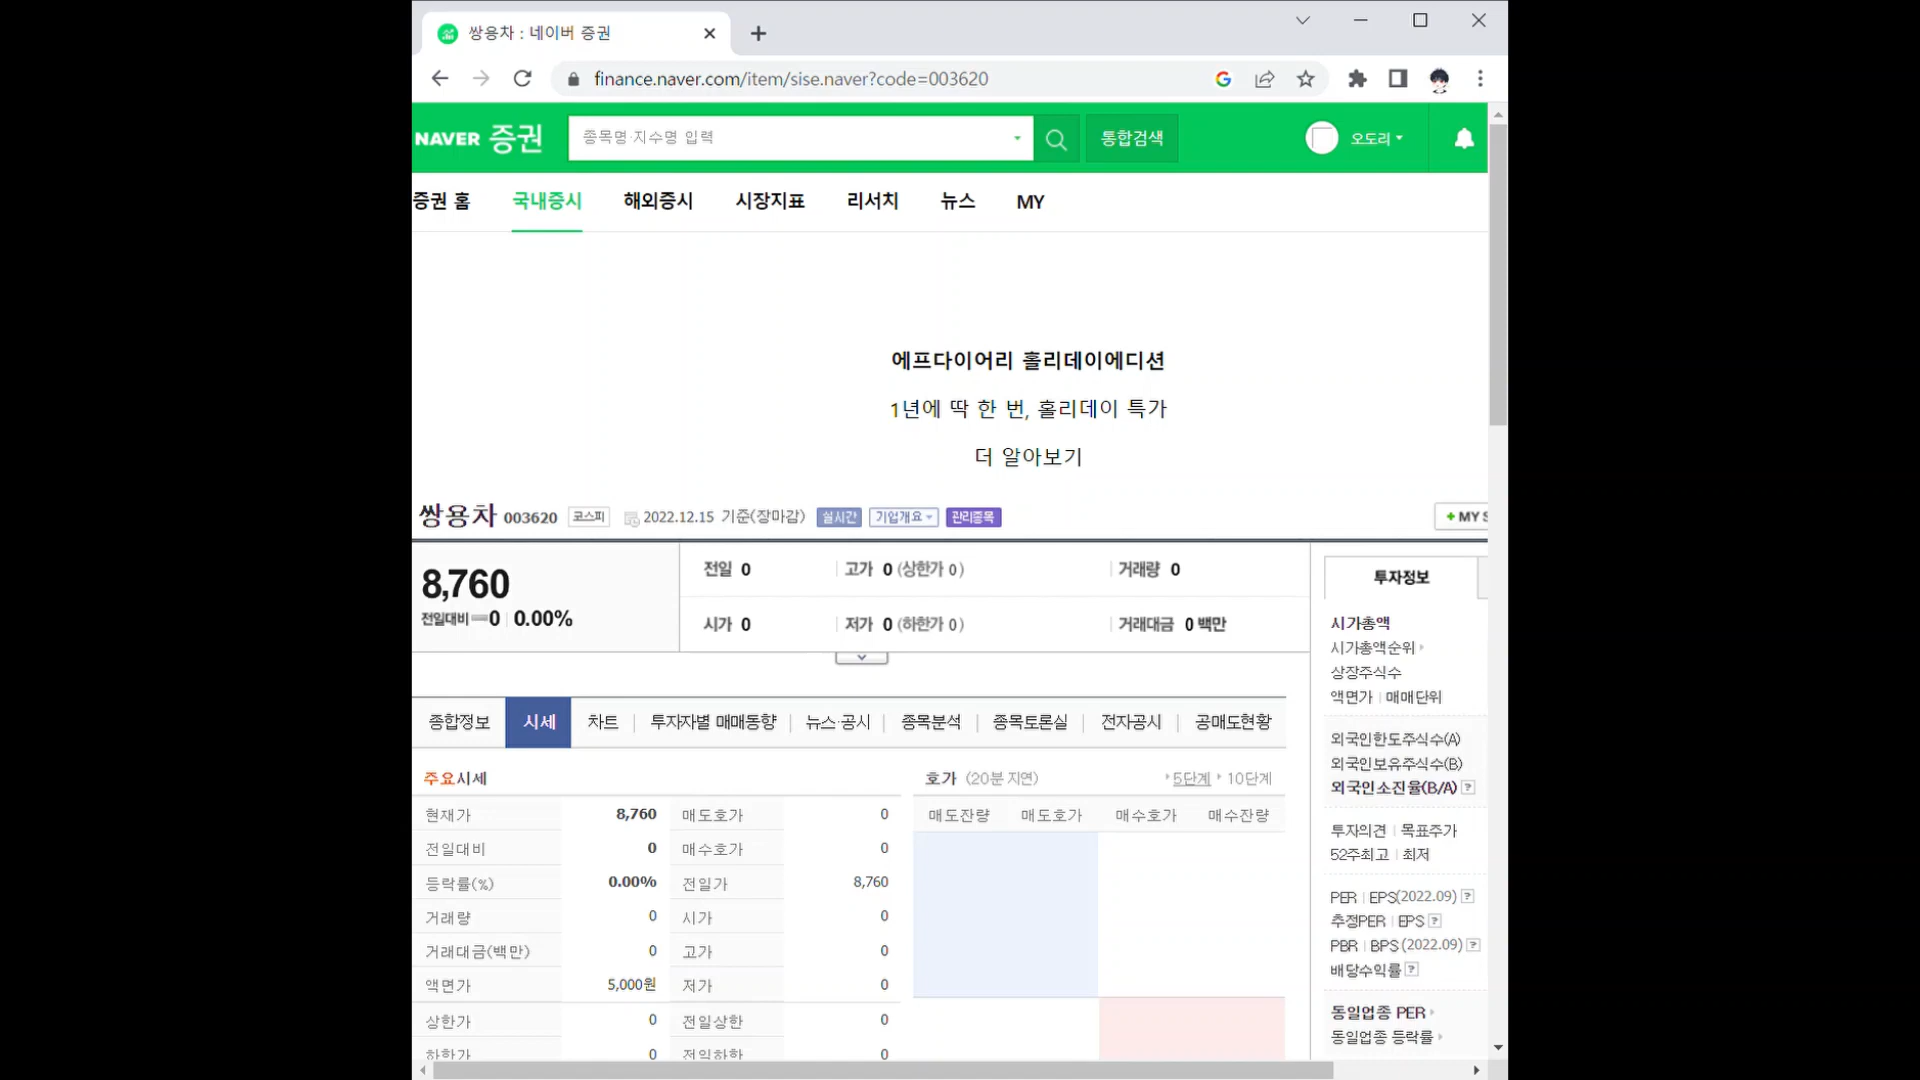 쌍용차 : 네이버 증권
finance.naver.com/item/sise.naver?code=003620
NAVER 증권 종목명·지수명 입력 통합검색 오도리
증권 홈 국내증시 해외증시 시장지표 리서치 뉴스 MY
에프다이어리 홀리데이에디션
1년에 딱 한 번, 홀리데이 특가
더 알아보기
쌍용차 003620 코스피 2022.12.15 기준(장마감) 실시간 기업개요 관리종목 + MY S
8,760
전일대비 0 0.00%
전일 0 고가 0 (상한가 0) 거래량 0
시가 0 저가 0 (하한가 0) 거래대금 0 백만
종합정보 시세 차트 투자자별 매매동향 뉴스·공시 종목분석 종목토론실 전자공시 공매도현황
주요시세
현재가 8,760 매도호가 0
전일대비 0 매수호가 0
등락률(%) 0.00% 전일가 8,760
거래량 0 시가 0
거래대금(백만) 0 고가 0
액면가 5,000원 저가 0
상한가 0 전일상한 0
하한가 0 전일하한 0
호가 (20분 지연) 5단계 10단계
매도잔량 매도호가 매수호가 매수잔량
투자정보
시가총액
시가총액순위
상장주식수
액면가 | 매매단위
외국인한도주식수(A)
외국인보유주식수(B)
외국인소진율(B/A) ?
투자의견 | 목표주가
52주최고 | 최저
PER | EPS(2022.09) ?
추정PER | EPS ?
PBR | BPS (2022.09) ?
배당수익률 ?
동일업종 PER
동일업종 등락률